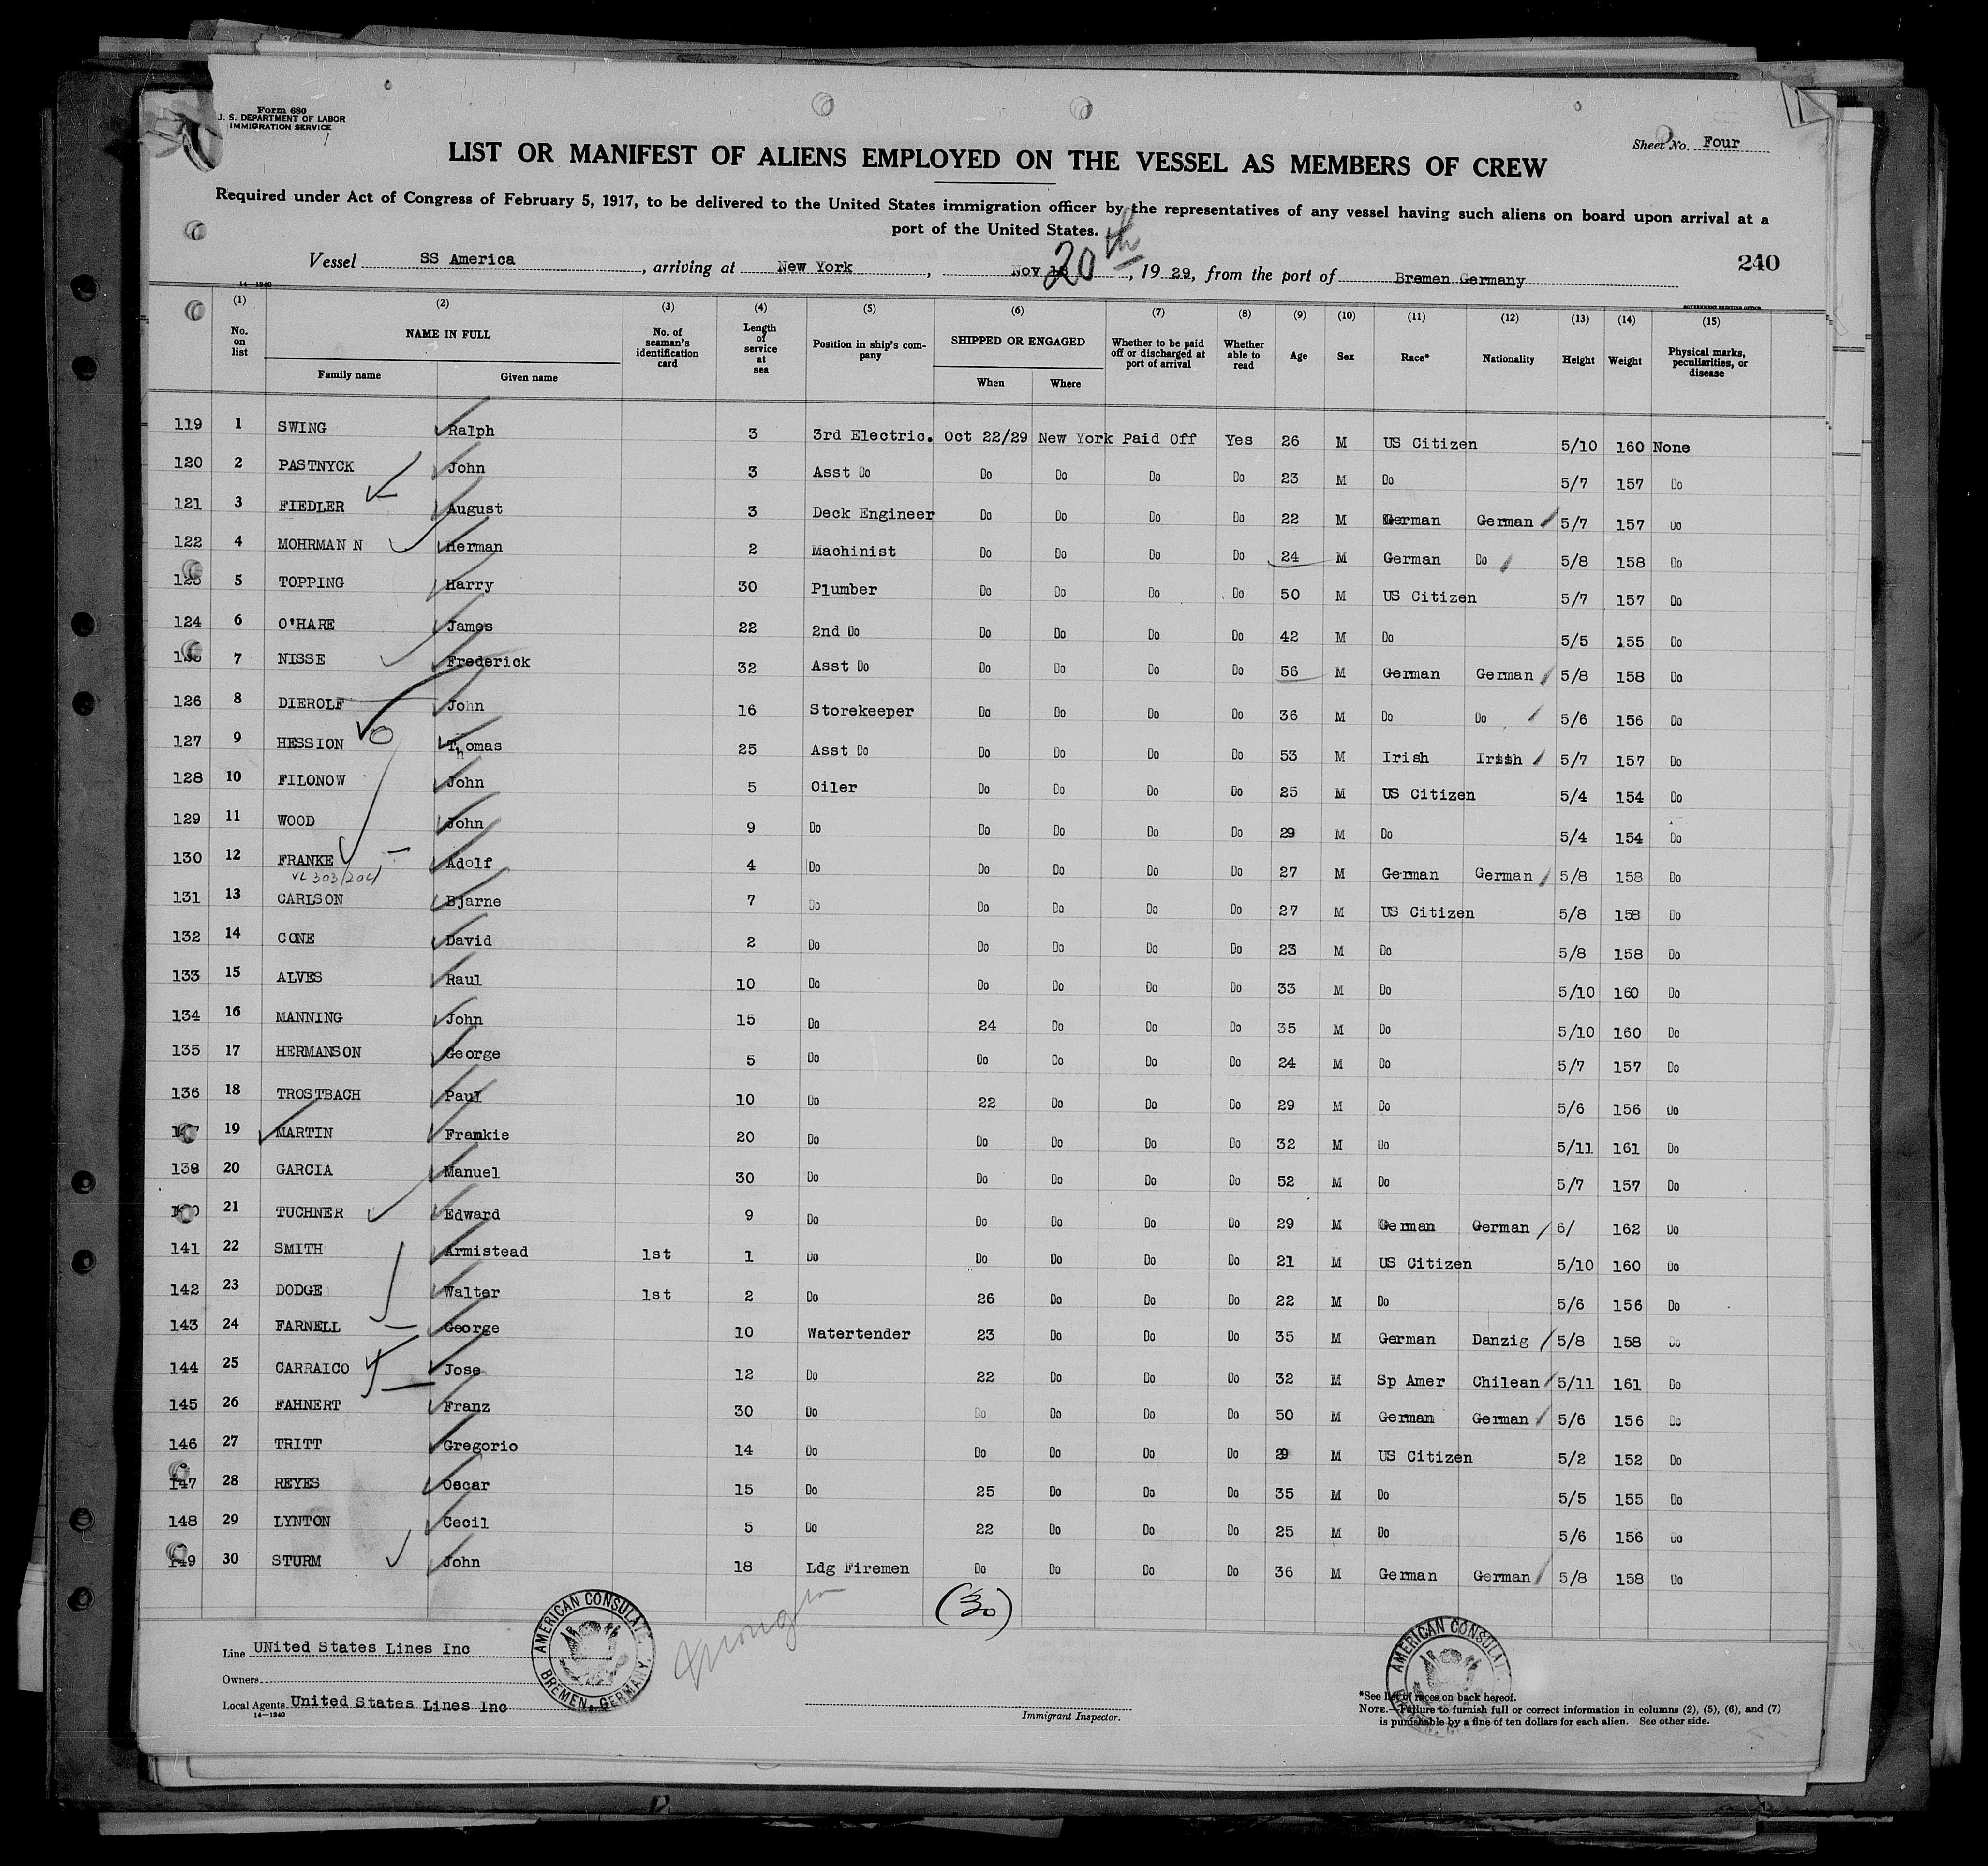 Form 680
U. S. DEPARTMENT OF LABOR
IMMIGRATION SERVICE
Sheet No. Four
LIST OR MANIFEST OF ALIENS EMPLOYED ON THE VESSEL AS MEMBERS OF CREW
Required under Act of Congress of February 5, 1917, to be delivered to the United States immigration officer by the representatives of any vessel having such aliens on board upon arrival at a
port of the United States.
Vessel SS America, arriving at New York, Nov 20th, 19 29, from the port of Bremen Germany
240
14—1240
GOVERNMENT PRINTING OFFICE
(1) (2) (3) (4) (5) (6) (7) (8) (9) (10) (11) (12) (13) (14) (15)
No. on list NAME IN FULL Family name Given name No. of seaman's identification card Length of service at sea Position in ship's company SHIPPED OR ENGAGED When Where Whether to be paid off or discharged at port of arrival Whether able to read Age Sex Race* Nationality Height Weight Physical marks, peculiarities, or disease
119 1 SWING Ralph 3 3rd Electric. Oct 22/29 New York Paid Off Yes 26 M US Citizen 5/10 160 None
120 2 PASTNYCK John 3 Asst Do Do Do Do Do 23 M Do 5/7 157 Do
121 3 FIEDLER August 3 Deck Engineer Do Do Do Do 22 M German German 5/7 157 Do
122 4 MOHRMAN N Herman 2 Machinist Do Do Do Do 24 M German Do 5/8 158 Do
123 5 TOPPING Harry 30 Plumber Do Do Do Do 50 M US Citizen 5/7 157 Do
124 6 O'HARE James 22 2nd Do Do Do Do Do 42 M Do 5/5 155 Do
125 7 NISSE Frederick 32 Asst Do Do Do Do Do 56 M German German 5/8 158 Do
126 8 DIEROLF John 16 Storekeeper Do Do Do Do 36 M Do Do 5/6 156 Do
127 9 HESSION Thomas 25 Asst Do Do Do Do Do 53 M Irish Irish 5/7 157 Do
128 10 FILONOW John 5 Oiler Do Do Do Do 25 M US Citizen 5/4 154 Do
129 11 WOOD John 9 Do Do Do Do Do 29 M Do 5/4 154 Do
130 12 FRANKE Adolf 4 Do Do Do Do Do 27 M German German 5/8 158 Do
131 13 CARLSON Bjarne 7 Do Do Do Do Do 27 M US Citizen 5/8 158 Do
132 14 CONE David 2 Do Do Do Do Do 23 M Do 5/8 158 Do
133 15 ALVES Raul 10 Do Do Do Do Do 33 M Do 5/10 160 Do
134 16 MANNING John 15 Do 24 Do Do Do 35 M Do 5/10 160 Do
135 17 HERMANSON George 5 Do Do Do Do Do 24 M Do 5/7 157 Do
136 18 TROSTBACH Paul 10 Do 22 Do Do Do 29 M Do 5/6 156 Do
19 MARTIN Frankie 20 Do Do Do Do Do 32 M Do 5/11 161 Do
138 20 GARCIA Manuel 30 Do Do Do Do Do 52 M Do 5/7 157 Do
21 TUCHNER Edward 9 Do Do Do Do Do 29 M German German 6/ 162 Do
141 22 SMITH Armistead 1st 1 Do Do Do Do Do 21 M US Citizen 5/10 160 Do
142 23 DODGE Walter 1st 2 Do 26 Do Do Do 22 M Do 5/6 156 Do
143 24 FARNELL George 10 Watertender 23 Do Do Do 35 M German Danzig 5/8 158 Do
144 25 CARRAICO Jose 12 Do 22 Do Do Do 32 M Sp Amer Chilean 5/11 161 Do
145 26 FAHNERT Franz 30 Do Do Do Do Do 50 M German German 5/6 156 Do
146 27 TRITT Gregorio 14 Do Do Do Do Do 29 M US Citizen 5/2 152 Do
147 28 REYES Oscar 15 Do 25 Do Do Do 35 M Do 5/5 155 Do
148 29 LYNTON Cecil 5 Do 22 Do Do Do 25 M Do 5/6 156 Do
149 30 STURM John 18 Ldg Firemen Do Do Do Do 36 M German German 5/8 158 Do
(30)
Line UNited States Lines Inc
Owners
Local Agents United States Lines Inc
14—1240
AMERICAN CONSULATE BREMEN, GERMANY.
Immigrant Inspector.
AMERICAN CONSULATE
*See list of races on back hereof.
NOTE.—Failure to furnish full or correct information in columns (2), (5), (6), and (7)
is punishable by a fine of ten dollars for each alien. See other side.